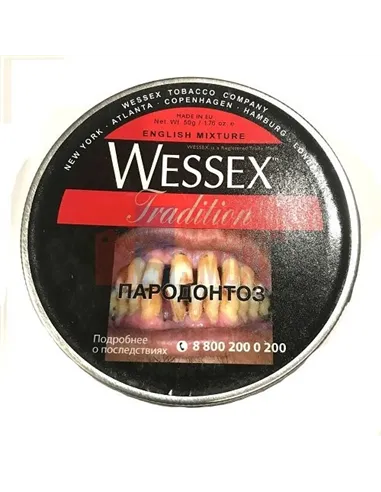 WESSEX TOBACCO COMPANY
NEW YORK - ATLANTA - COPENHAGEN - HAMBURG - LONDON
MADE IN EU
Net. Wt. 50g / 1.76 oz. e
ENGLISH MIXTURE
WESSEX is a Registered Trade Mark
WESSEX
Tradition
ПАРОДОНТОЗ
Подробнее
о последствиях
8 800 200 0 200